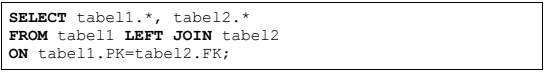 SELECT tabel1.*, tabel2.*
FROM tabel1 LEFT JOIN tabel2
ON tabel1.PK=tabel2.FK;